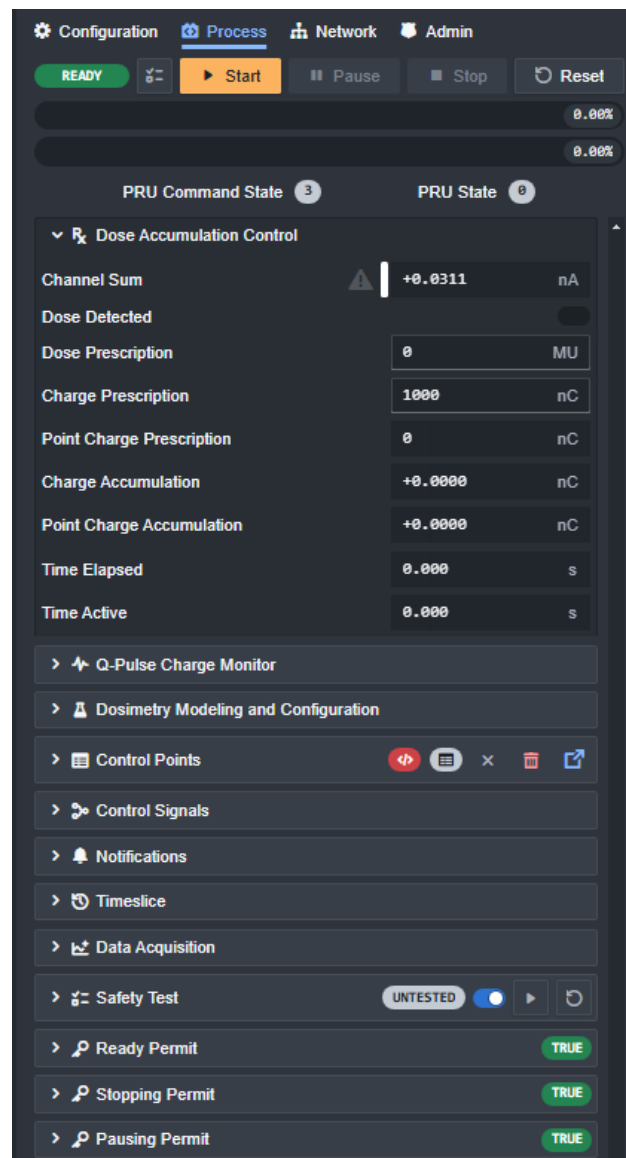 Configuration Process Network Admin
READY Start Pause Stop Reset
0.00%
0.00%
PRU Command State 3 PRU State 0
Rx Dose Accumulation Control
Channel Sum +0.0311 nA
Dose Detected
Dose Prescription 0 MU
Charge Prescription 1000 nC
Point Charge Prescription 0 nC
Charge Accumulation +0.0000 nC
Point Charge Accumulation +0.0000 nC
Time Elapsed 0.000 s
Time Active 0.000 s
Q-Pulse Charge Monitor
Dosimetry Modeling and Configuration
Control Points
Control Signals
Notifications
Timeslice
Data Acquisition
Safety Test UNTESTED
Ready Permit TRUE
Stopping Permit TRUE
Pausing Permit TRUE